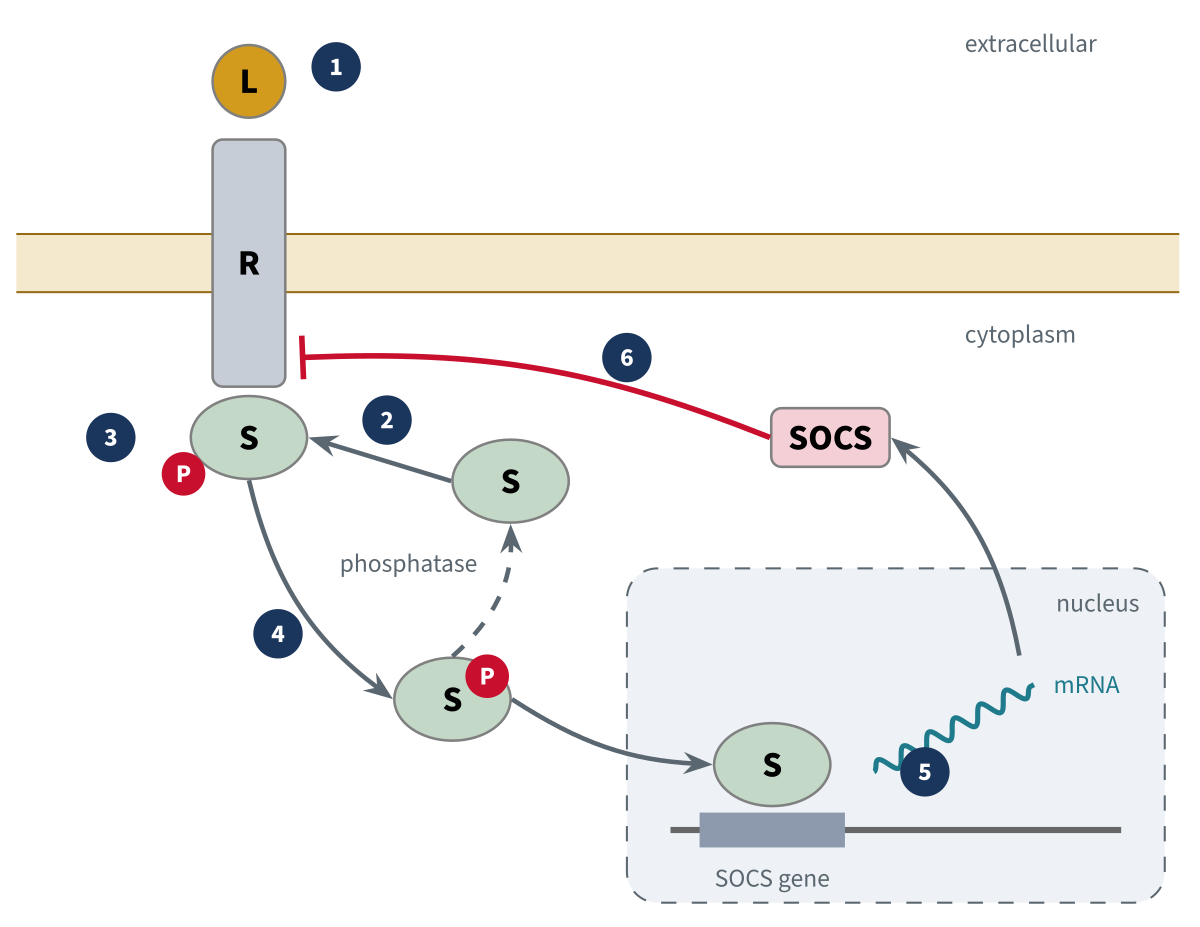 extracellular
L
1
R
cytoplasm
6
2
3
S
SOCS
P
S
phosphatase
nucleus
4
P
S
mRNA
S
5
SOCS gene